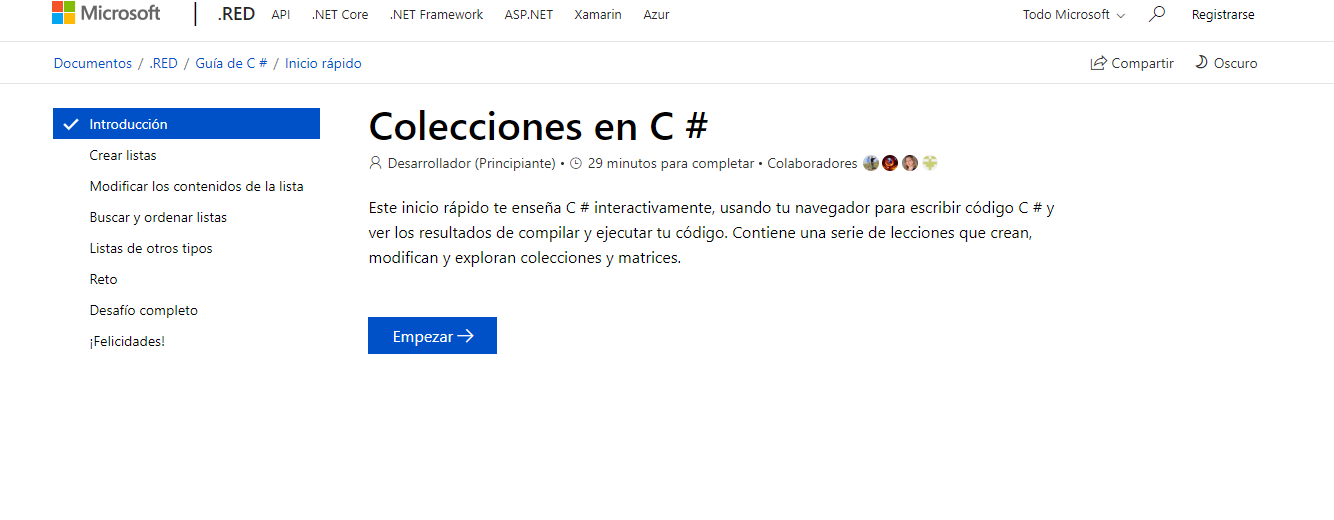 Microsoft | .RED API .NET Core .NET Framework ASP.NET Xamarin Azur Todo Microsoft Registrarse
Documentos / .RED / Guía de C # / Inicio rápido Compartir Oscuro
Introducción
Crear listas
Modificar los contenidos de la lista
Buscar y ordenar listas
Listas de otros tipos
Reto
Desafío completo
¡Felicidades!
Colecciones en C #
Desarrollador (Principiante) • 29 minutos para completar • Colaboradores
Este inicio rápido te enseña C # interactivamente, usando tu navegador para escribir código C # y
ver los resultados de compilar y ejecutar tu código. Contiene una serie de lecciones que crean,
modifican y exploran colecciones y matrices.
Empezar